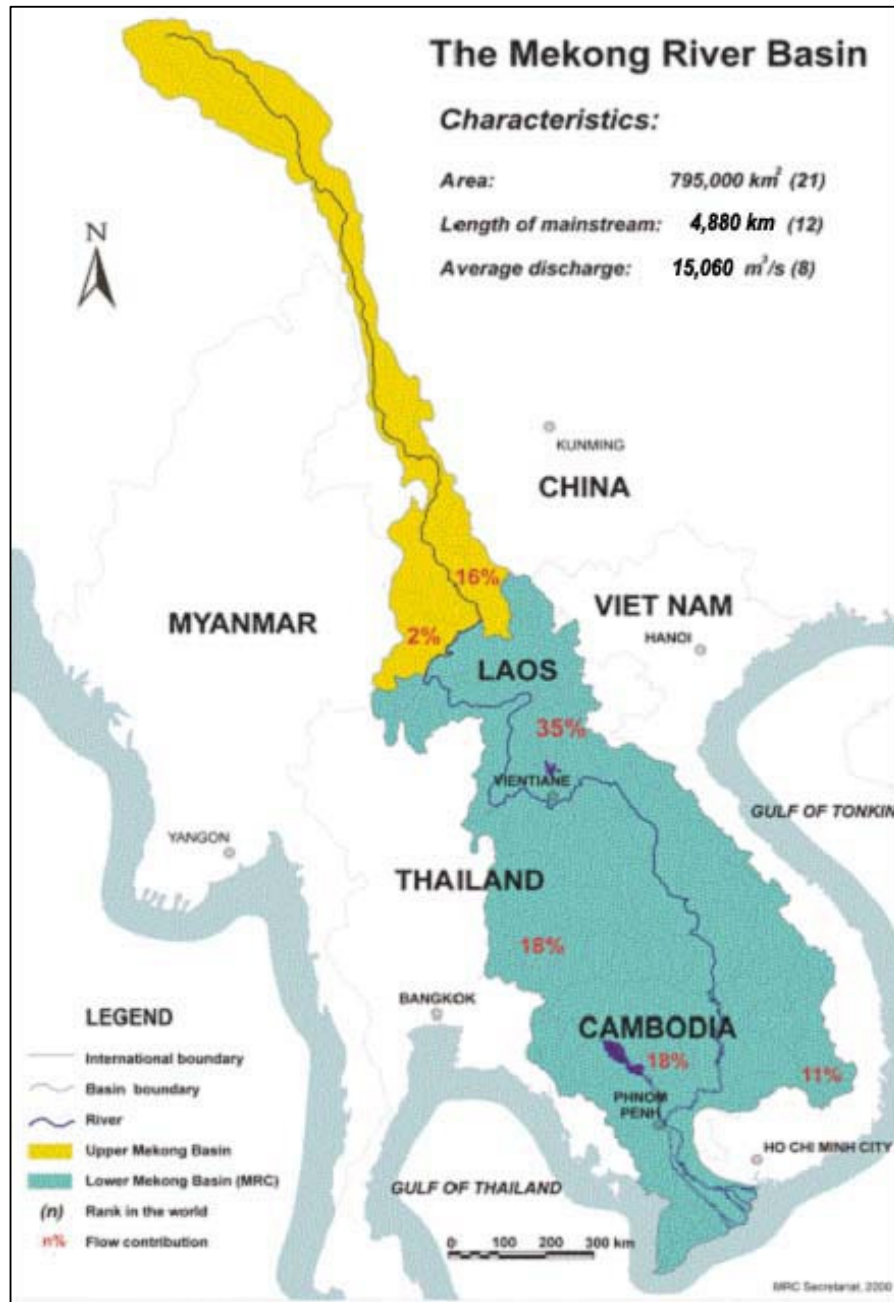 The Mekong River Basin
Characteristics:
Area: 795,000 km² (21)
Length of mainstream: 4,880 km (12)
Average discharge: 15,060 m³/s (8)
N
KUNMING
CHINA
16%
MYANMAR
VIET NAM
2%
HANOI
LAOS
35%
VIENTIANE
GULF OF TONKIN
YANGON
THAILAND
18%
BANGKOK
CAMBODIA
18%
11%
PHNOM
PENH
HO CHI MINH CITY
GULF OF THAILAND
LEGEND
International boundary
Basin boundary
River
Upper Mekong Basin
Lower Mekong Basin (MRC)
(n) Rank in the world
n% Flow contribution
0 100 200 300 km
MRC Secretariat, 2000